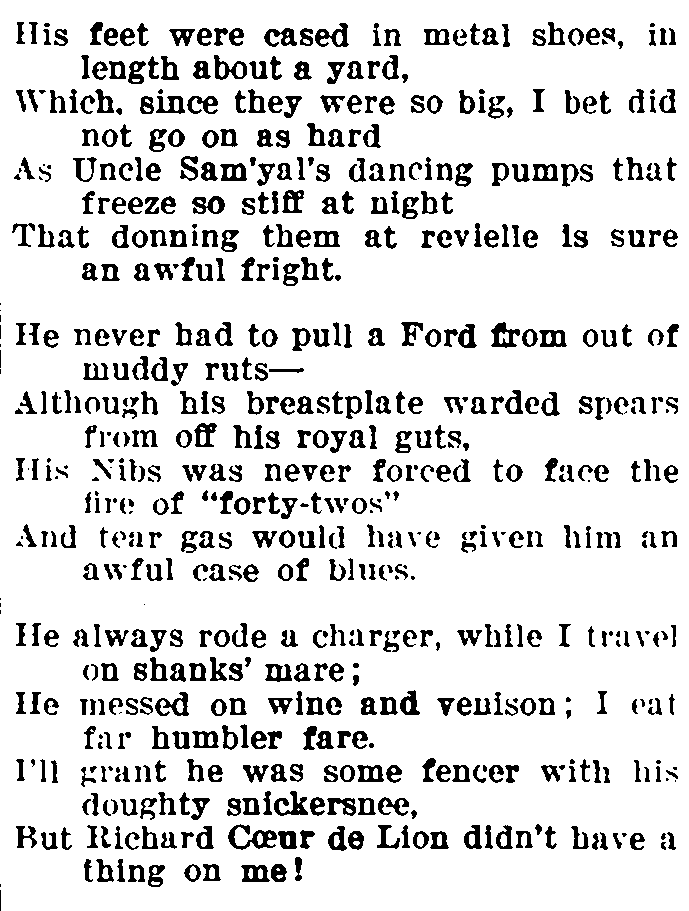 His feet were cased in metal shoes, in
length about a yard,
Which, since they were so big, I bet did
not go on as hard
As Uncle Sam'yal's dancing pumps that
freeze so stiff at night
That donning them at revielle is sure
an awful fright.
He never had to pull a Ford from out of
muddy ruts—
Although his breastplate warded spears
from off his royal guts,
His Nibs was never forced to face the
fire of "forty-twos"
And tear gas would have given him an
awful case of blues.
He always rode a charger, while I travel
on shanks' mare;
He messed on wine and venison; I eat
far humbler fare.
I'll grant he was some fencer with his
doughty snickersnee,
But Richard Cœur de Lion didn't have a
thing on me!